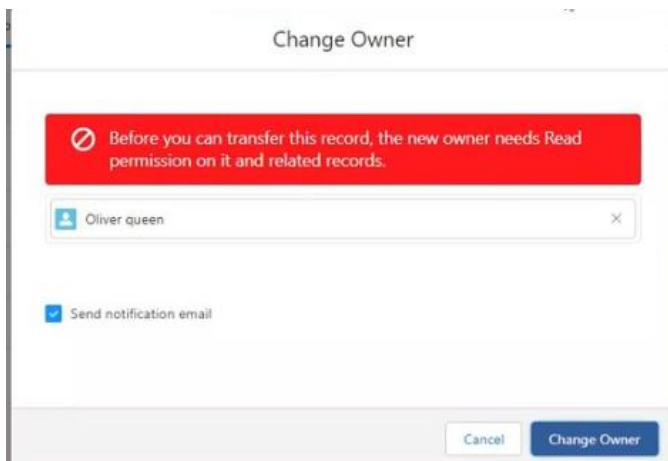 Change Owner
Before you can transfer this record, the new owner needs Read
permission on it and related records.
Oliver queen
Send notification email
Cancel
Change Owner